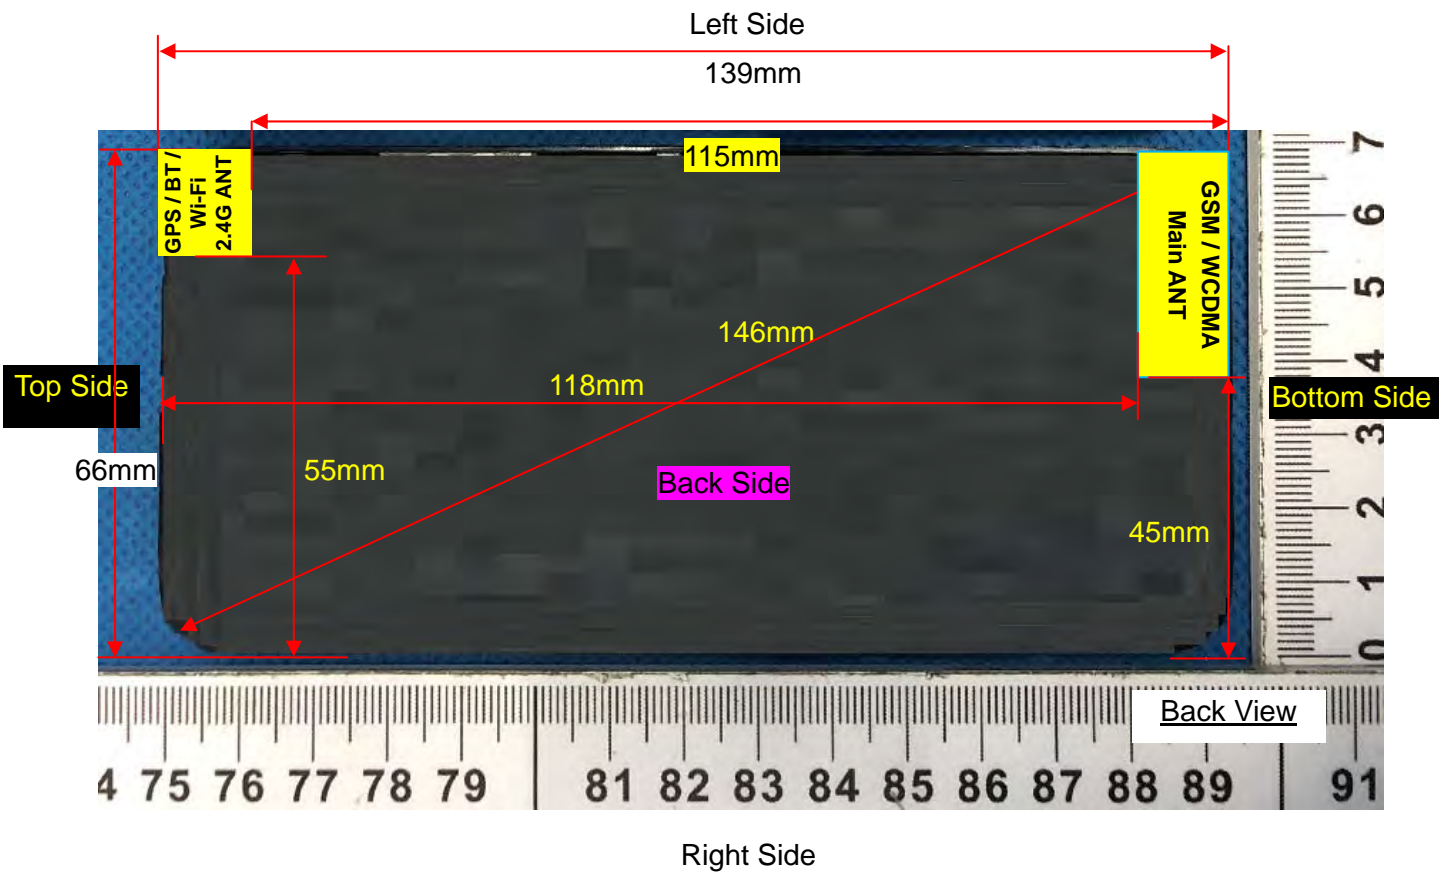 Left Side
139mm
115mm
GPS / BT /
Wi-Fi
2.4G ANT
GSM / WCDMA
Main ANT
146mm
118mm
Top Side
Bottom Side
66mm
55mm
Back Side
45mm
Back View
7
6
5
4
3
2
1
0
4 75 76 77 78 79 81 82 83 84 85 86 87 88 89 91
Right Side